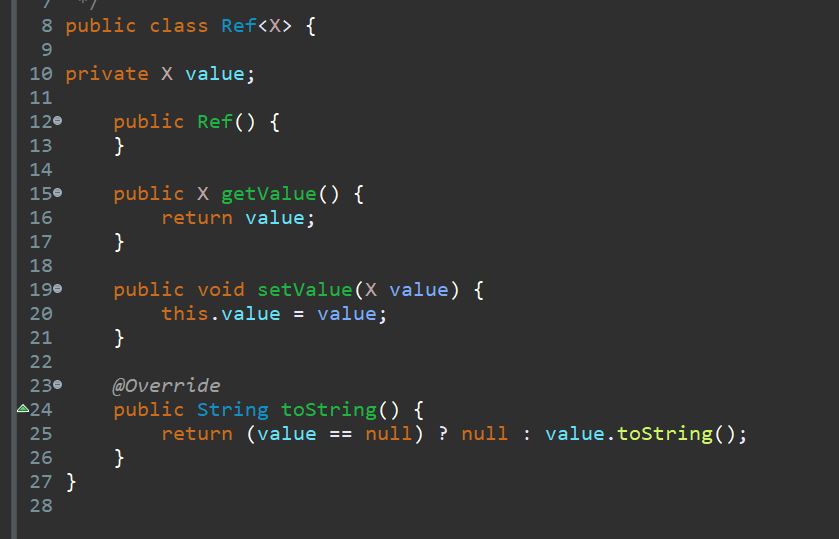 7  */
8 public class Ref<X> {
9
10 private X value;
11
12     public Ref() {
13     }
14
15     public X getValue() {
16         return value;
17     }
18
19     public void setValue(X value) {
20         this.value = value;
21     }
22
23     @Override
24     public String toString() {
25         return (value == null) ? null : value.toString();
26     }
27 }
28